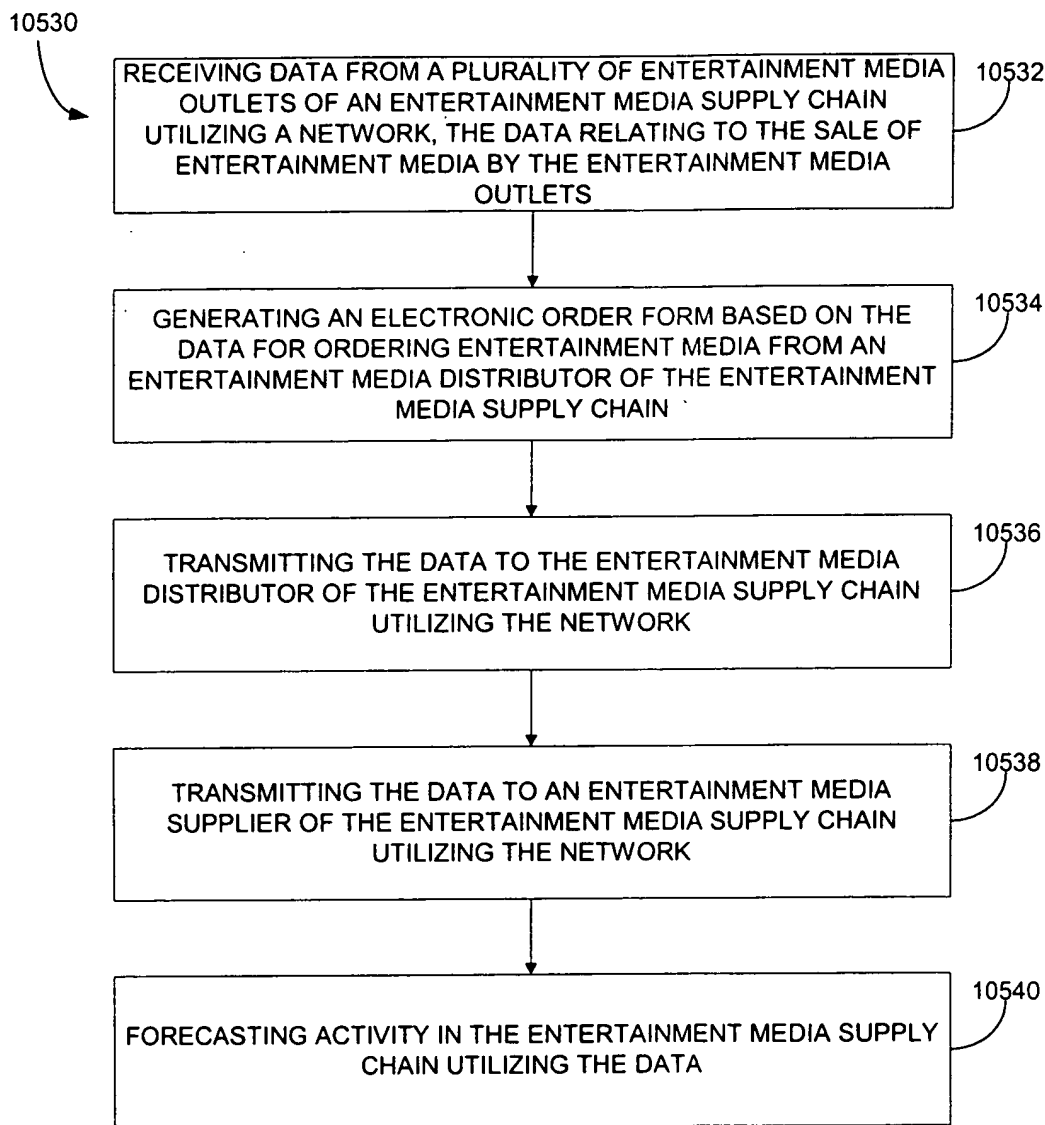 10530
RECEIVING DATA FROM A PLURALITY OF ENTERTAINMENT MEDIA
OUTLETS OF AN ENTERTAINMENT MEDIA SUPPLY CHAIN
UTILIZING A NETWORK, THE DATA RELATING TO THE SALE OF
ENTERTAINMENT MEDIA BY THE ENTERTAINMENT MEDIA
OUTLETS
10532
GENERATING AN ELECTRONIC ORDER FORM BASED ON THE
DATA FOR ORDERING ENTERTAINMENT MEDIA FROM AN
ENTERTAINMENT MEDIA DISTRIBUTOR OF THE ENTERTAINMENT
MEDIA SUPPLY CHAIN
10534
TRANSMITTING THE DATA TO THE ENTERTAINMENT MEDIA
DISTRIBUTOR OF THE ENTERTAINMENT MEDIA SUPPLY CHAIN
UTILIZING THE NETWORK
10536
TRANSMITTING THE DATA TO AN ENTERTAINMENT MEDIA
SUPPLIER OF THE ENTERTAINMENT MEDIA SUPPLY CHAIN
UTILIZING THE NETWORK
10538
FORECASTING ACTIVITY IN THE ENTERTAINMENT MEDIA SUPPLY
CHAIN UTILIZING THE DATA
10540